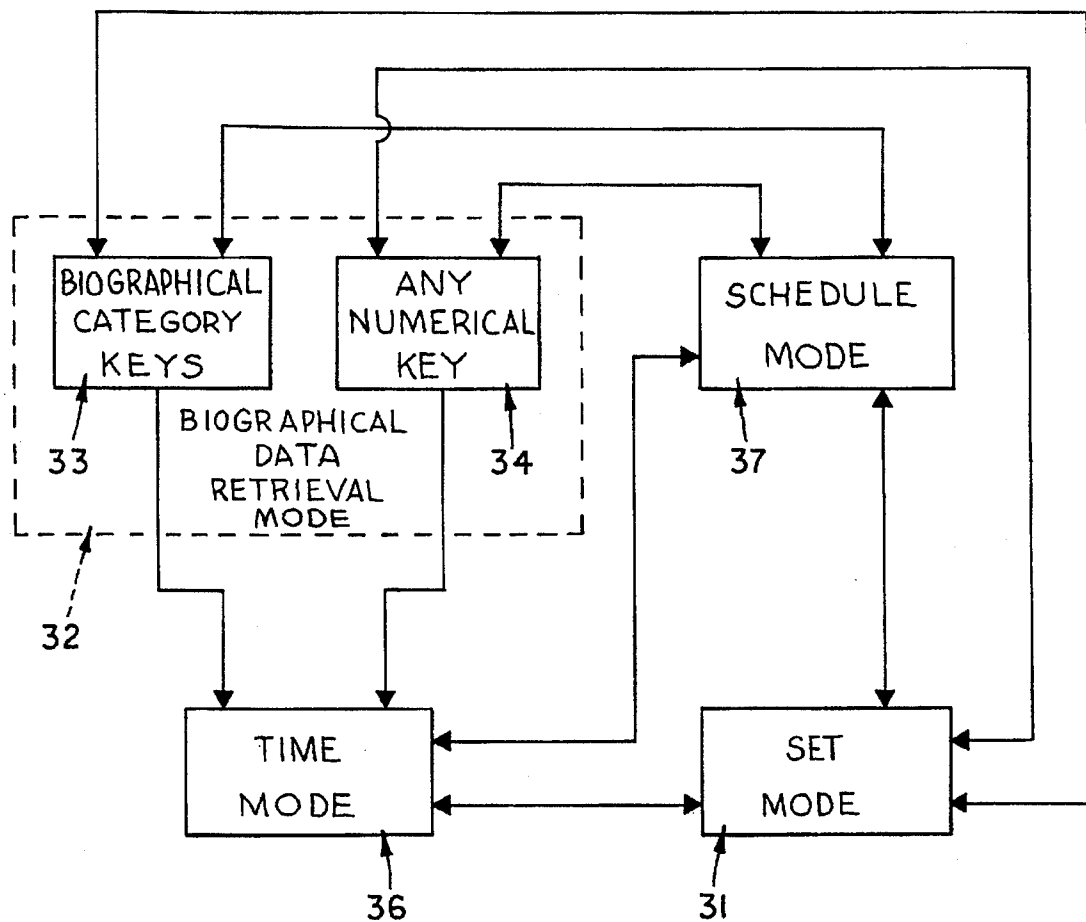 BIOGRAPHICAL
CATEGORY
KEYS
ANY
NUMERICAL
KEY
SCHEDULE
MODE
33
BIOGRAPHICAL
DATA
RETRIEVAL
MODE
34
37
32
TIME
MODE
SET
MODE
36
31